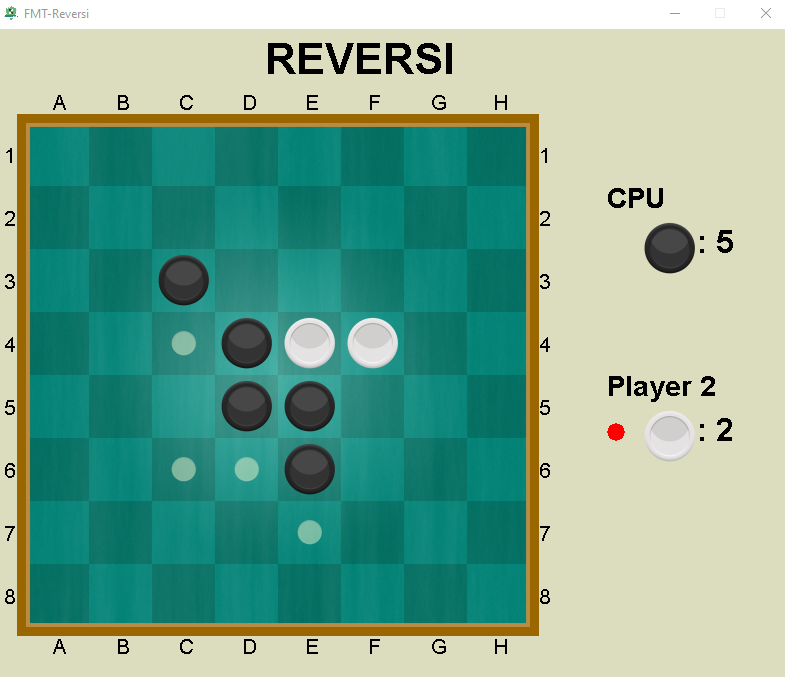 FMT-Reversi
REVERSI
A B C D E F G H
1 1
2 2
CPU
: 5
3 3
4 4
Player 2
: 2
5 5
6 6
7 7
8 8
A B C D E F G H